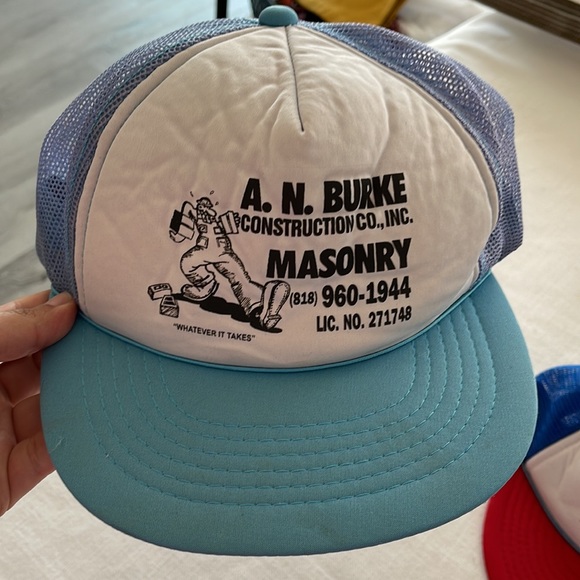 A. N. BURKE
CONSTRUCTION CO., INC.
MASONRY
(818) 960-1944
LIC. NO. 271748
"WHATEVER IT TAKES"